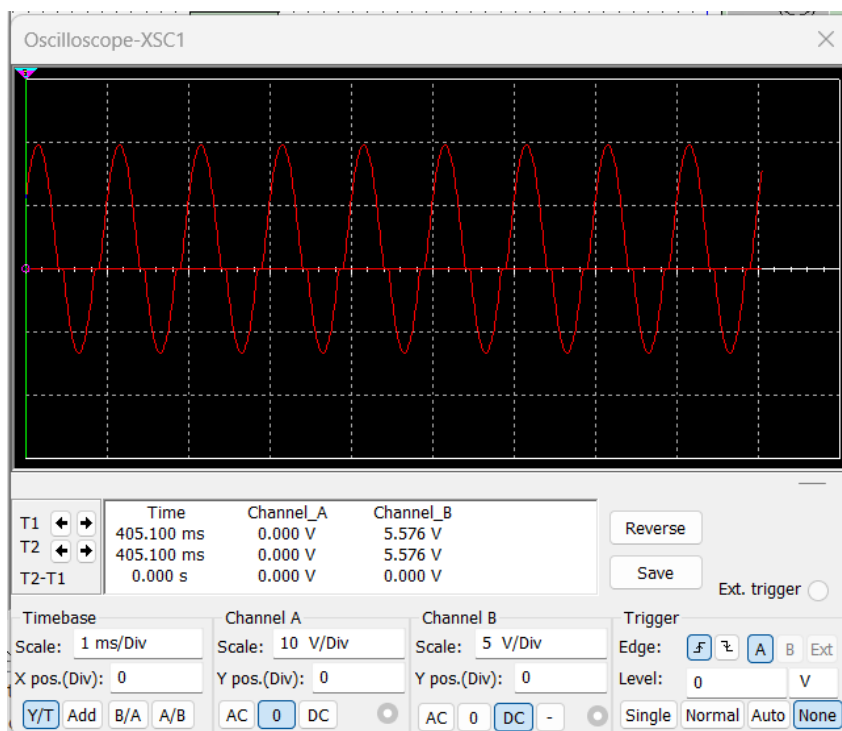 Oscilloscope-XSC1
Time Channel_A Channel_B
T1 405.100 ms 0.000 V 5.576 V
T2 405.100 ms 0.000 V 5.576 V
T2-T1 0.000 s 0.000 V 0.000 V
Reverse
Save
Ext. trigger
Timebase Channel A Channel B Trigger
Scale: 1 ms/Div Scale: 10 V/Div Scale: 5 V/Div Edge: A B Ext
X pos.(Div): 0 Y pos.(Div): 0 Y pos.(Div): 0 Level: 0 V
Y/T Add B/A A/B AC 0 DC AC 0 DC - Single Normal Auto None